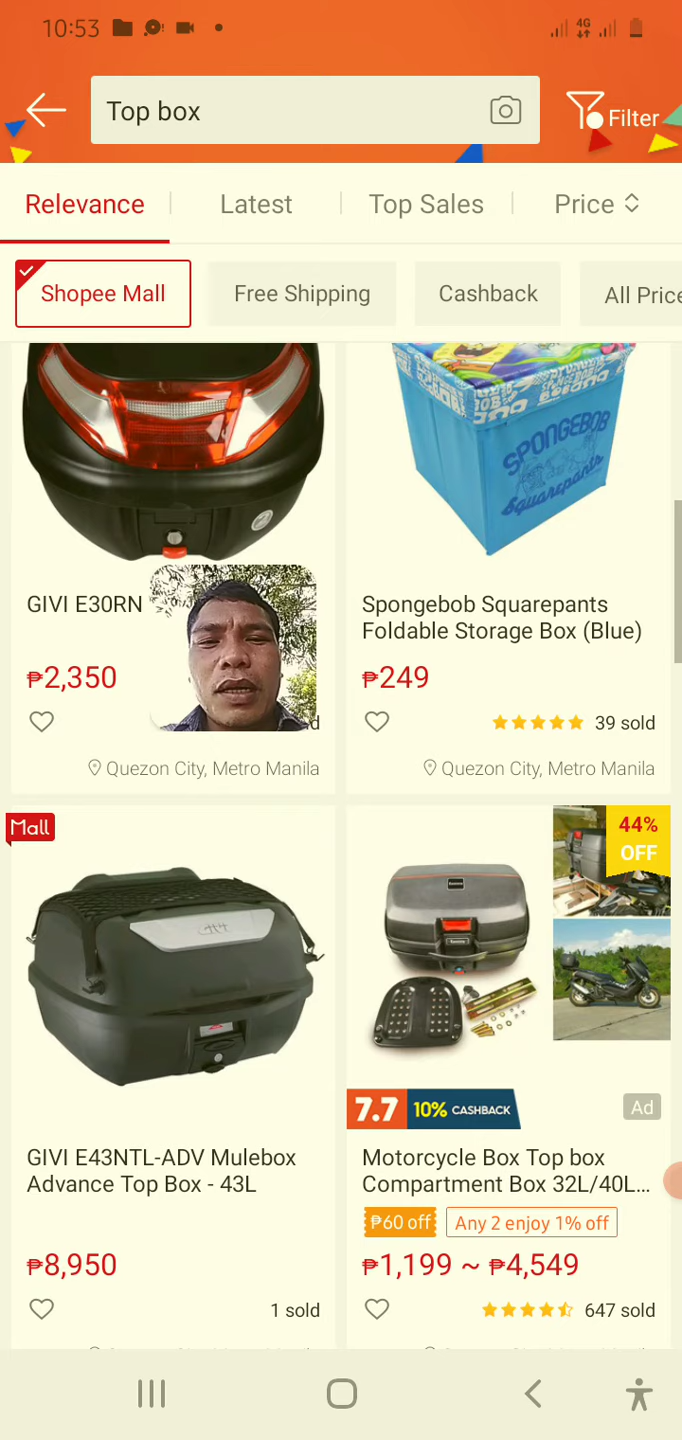 10:53
4G
Top box
Filter
Relevance
Latest
Top Sales
Price
Shopee Mall
Free Shipping
Cashback
All Price
SPONGEBOB
Squarepants
GIVI E30RN
₱2,350
d
Quezon City, Metro Manila
Spongebob Squarepants
Foldable Storage Box (Blue)
₱249
39 sold
Quezon City, Metro Manila
Mall
GIVI
GIVI E43NTL-ADV Mulebox
Advance Top Box - 43L
₱8,950
1 sold
44%
OFF
7.7 10% CASHBACK
Ad
Motorcycle Box Top box
Compartment Box 32L/40L...
₱60 off
Any 2 enjoy 1% off
₱1,199 ~ ₱4,549
647 sold